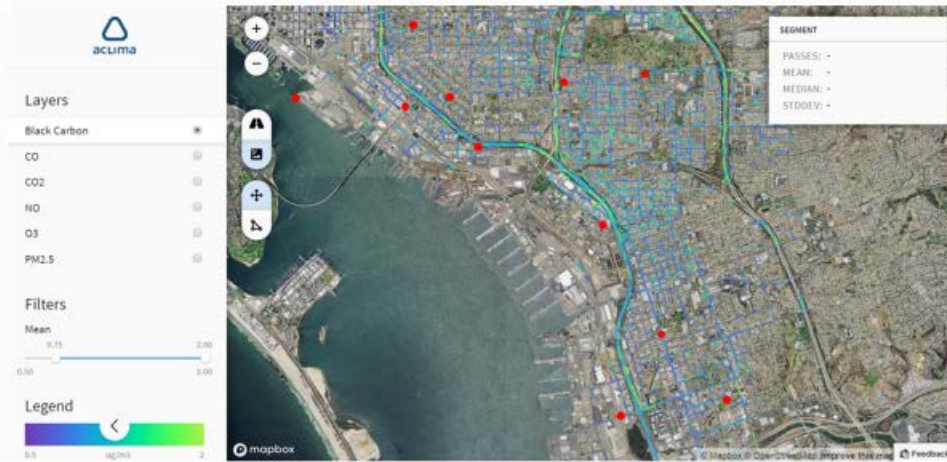 aclima
Layers
Black Carbon
CO
CO2
NO
O3
PM2.5
Filters
Mean
0.75 2.00
0.50 2.00
Legend
0.5 ug/m3 2
+
−
SEGMENT
PASSES: -
MEAN: -
MEDIAN: -
STDDEV: -
mapbox
© Mapbox © OpenStreetMap Improve this map
Feedback